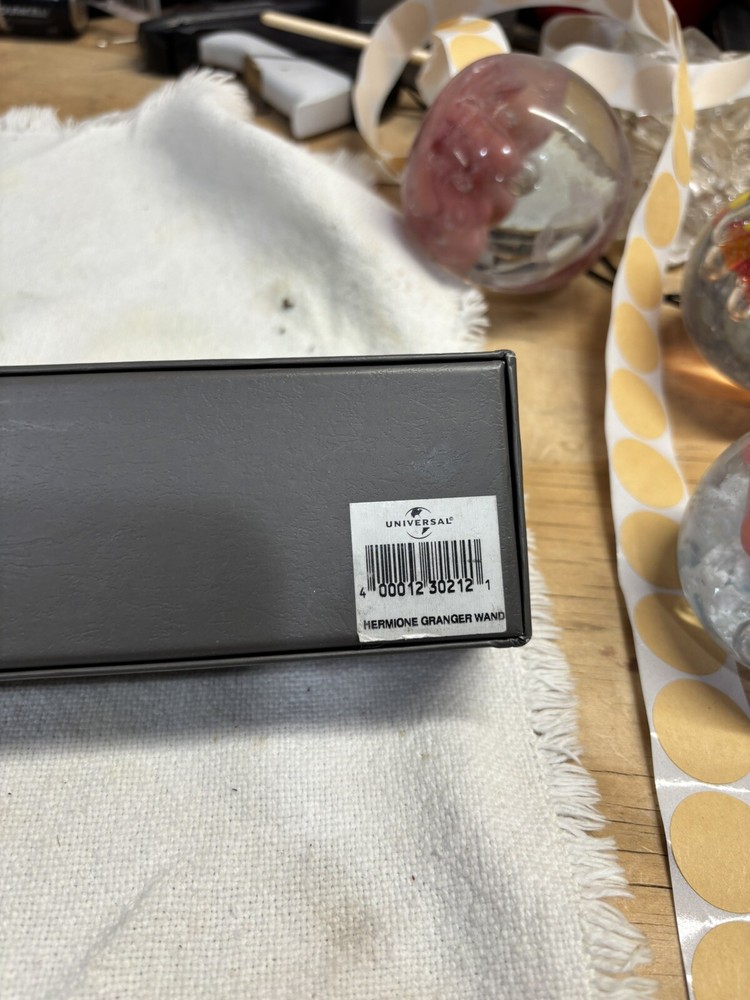 UNIVERSAL®
4 00012 30212 1
HERMIONE GRANGER WAND